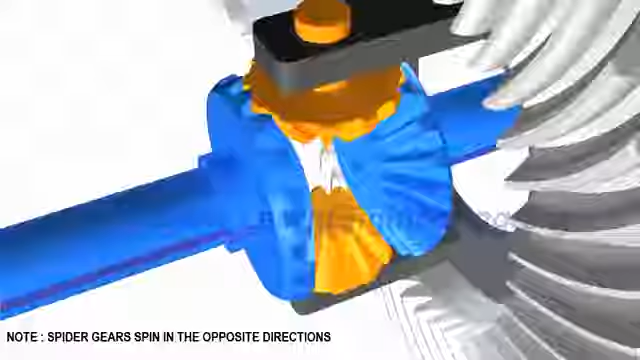 NOTE : SPIDER GEARS SPIN IN THE OPPOSITE DIRECTIONS